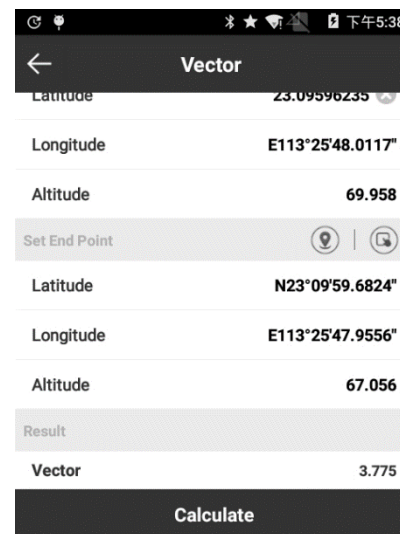 下午5:38
Vector
Latitude 23.09596235
Longitude E113°25'48.0117"
Altitude 69.958
Set End Point
Latitude N23°09'59.6824"
Longitude E113°25'47.9556"
Altitude 67.056
Result
Vector 3.775
Calculate